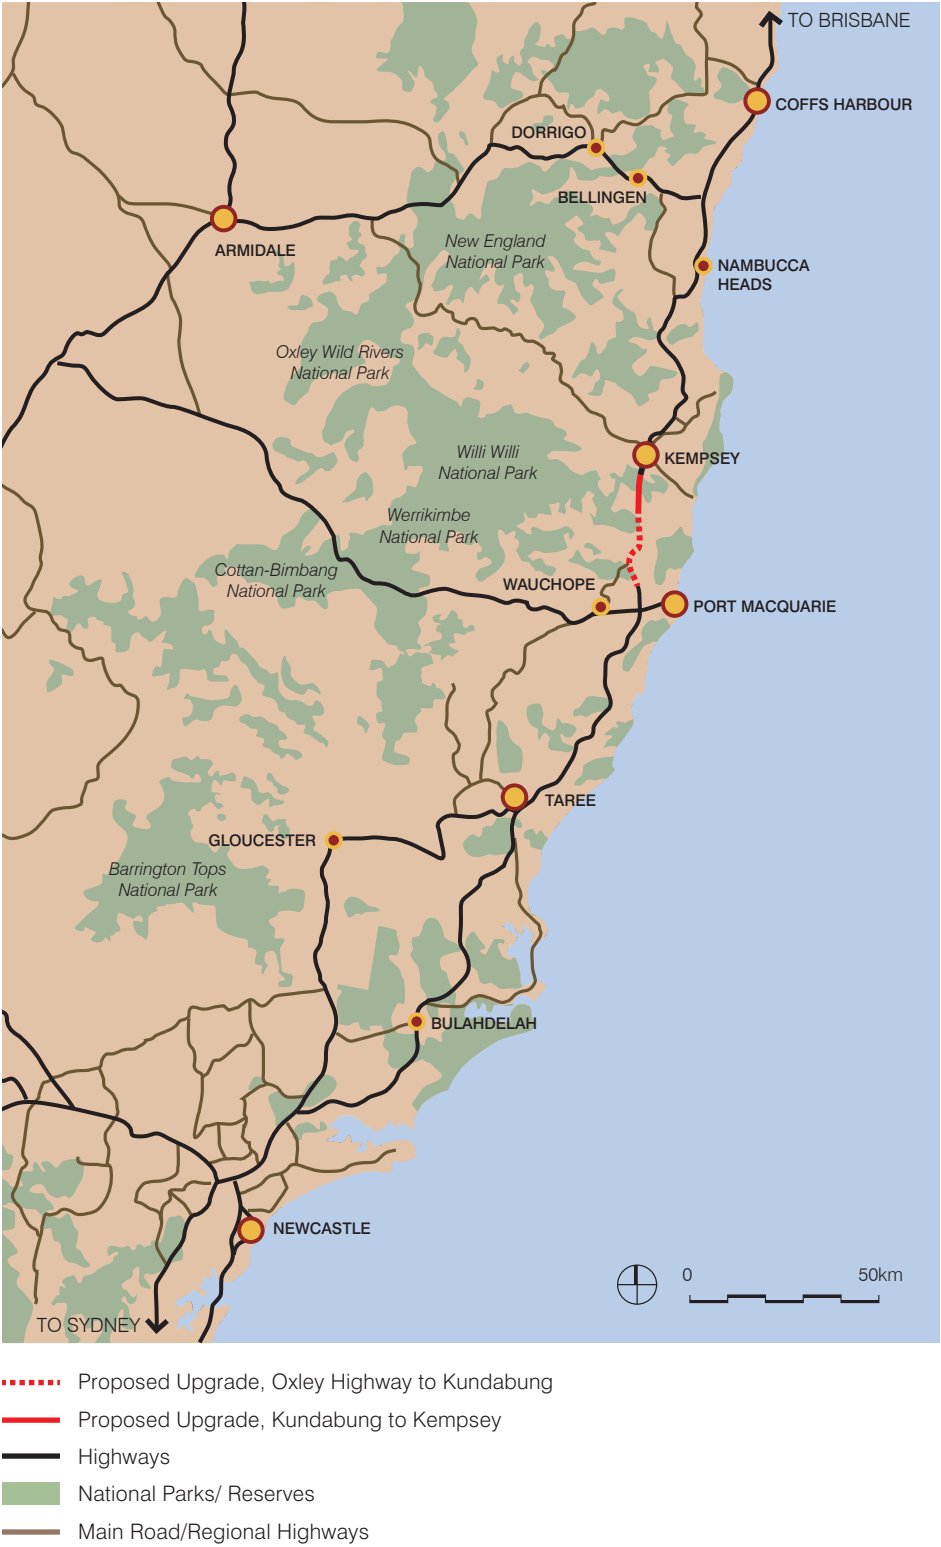 TO BRISBANE
COFFS HARBOUR
DORRIGO
BELLINGEN
ARMIDALE
New England
National Park
NAMBUCCA
HEADS
Oxley Wild Rivers
National Park
Willi Willi
National Park
KEMPSEY
Werrikimbe
National Park
Cottan-Bimbang
National Park
WAUCHOPE
PORT MACQUARIE
TAREE
GLOUCESTER
Barrington Tops
National Park
BULAHDELAH
NEWCASTLE
0 50km
TO SYDNEY
Proposed Upgrade, Oxley Highway to Kundabung
Proposed Upgrade, Kundabung to Kempsey
Highways
National Parks/ Reserves
Main Road/Regional Highways